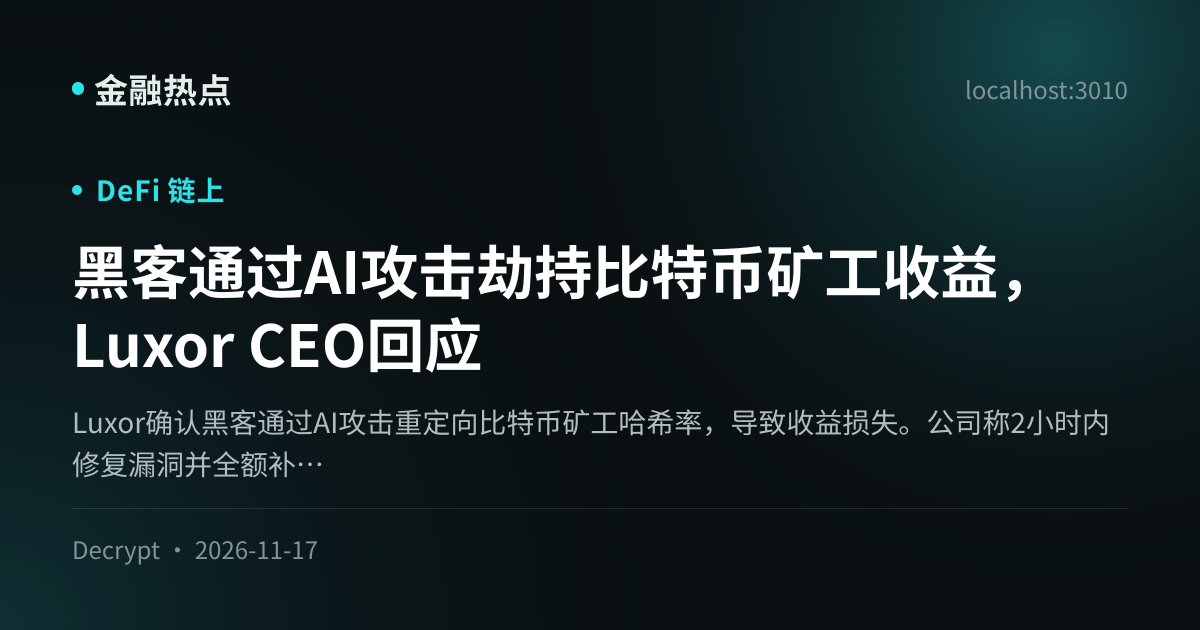 金融热点
localhost:3010
DeFi 链上
黑客通过AI攻击劫持比特币矿工收益，
Luxor CEO回应
Luxor确认黑客通过AI攻击重定向比特币矿工哈希率，导致收益损失。公司称2小时内
修复漏洞并全额补…
Decrypt · 2026-11-17